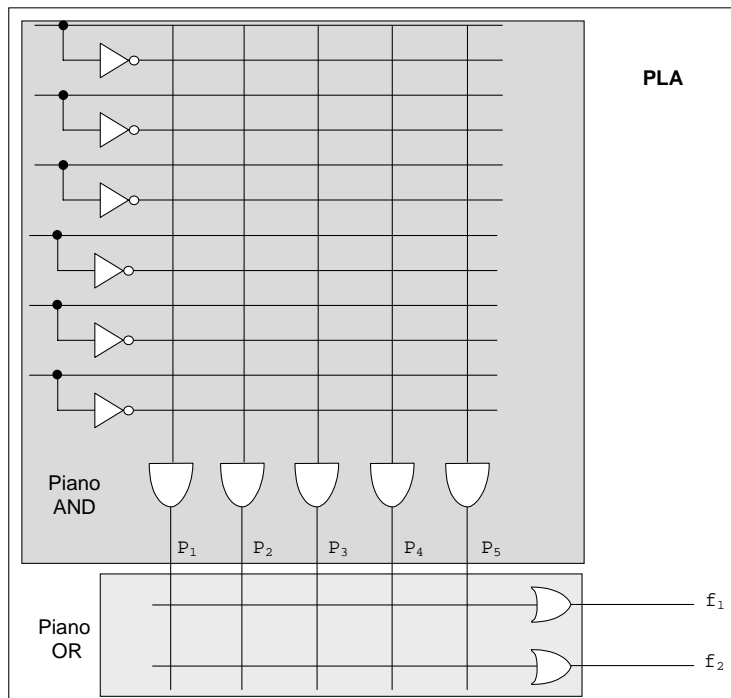 PLA
Piano
AND
P₁ P₂ P₃ P₄ P₅
f₁
Piano
OR
f₂